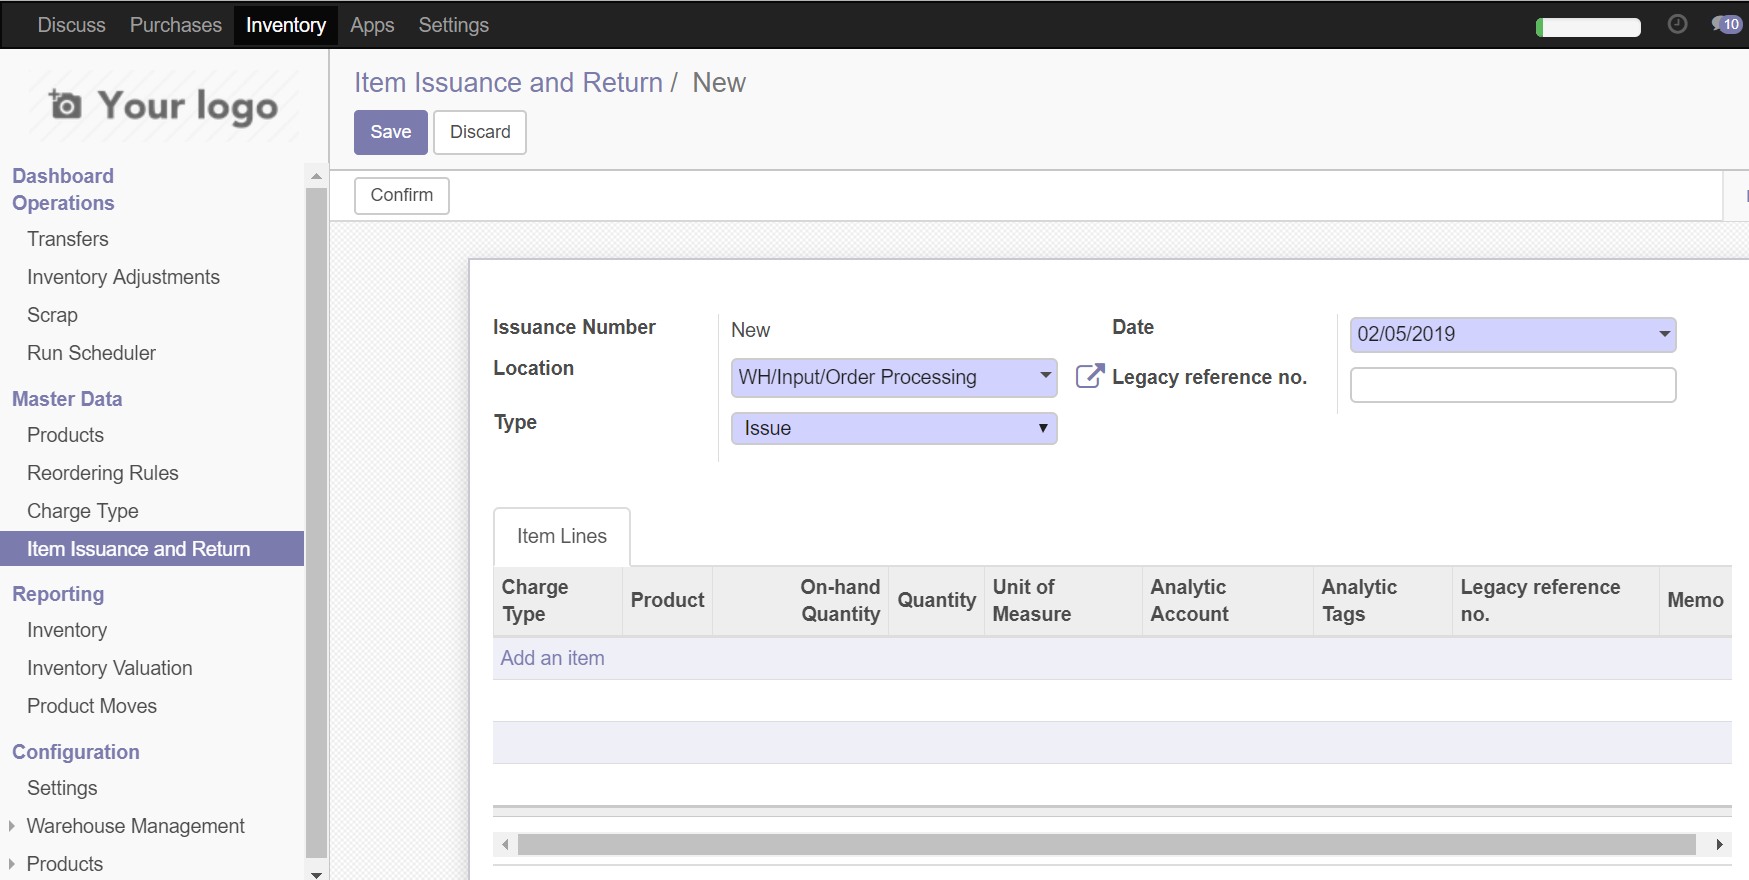 Discuss Purchases Inventory Apps Settings 10
Your logo
Dashboard
Operations
Transfers
Inventory Adjustments
Scrap
Run Scheduler
Master Data
Products
Reordering Rules
Charge Type
Item Issuance and Return
Reporting
Inventory
Inventory Valuation
Product Moves
Configuration
Settings
Warehouse Management
Products
Item Issuance and Return / New
Save Discard
Confirm
Issuance Number New
Location WH/Input/Order Processing
Type Issue
Date 02/05/2019
Legacy reference no.
Item Lines
Charge Type Product On-hand Quantity Quantity Unit of Measure Analytic Account Analytic Tags Legacy reference no. Memo
Add an item